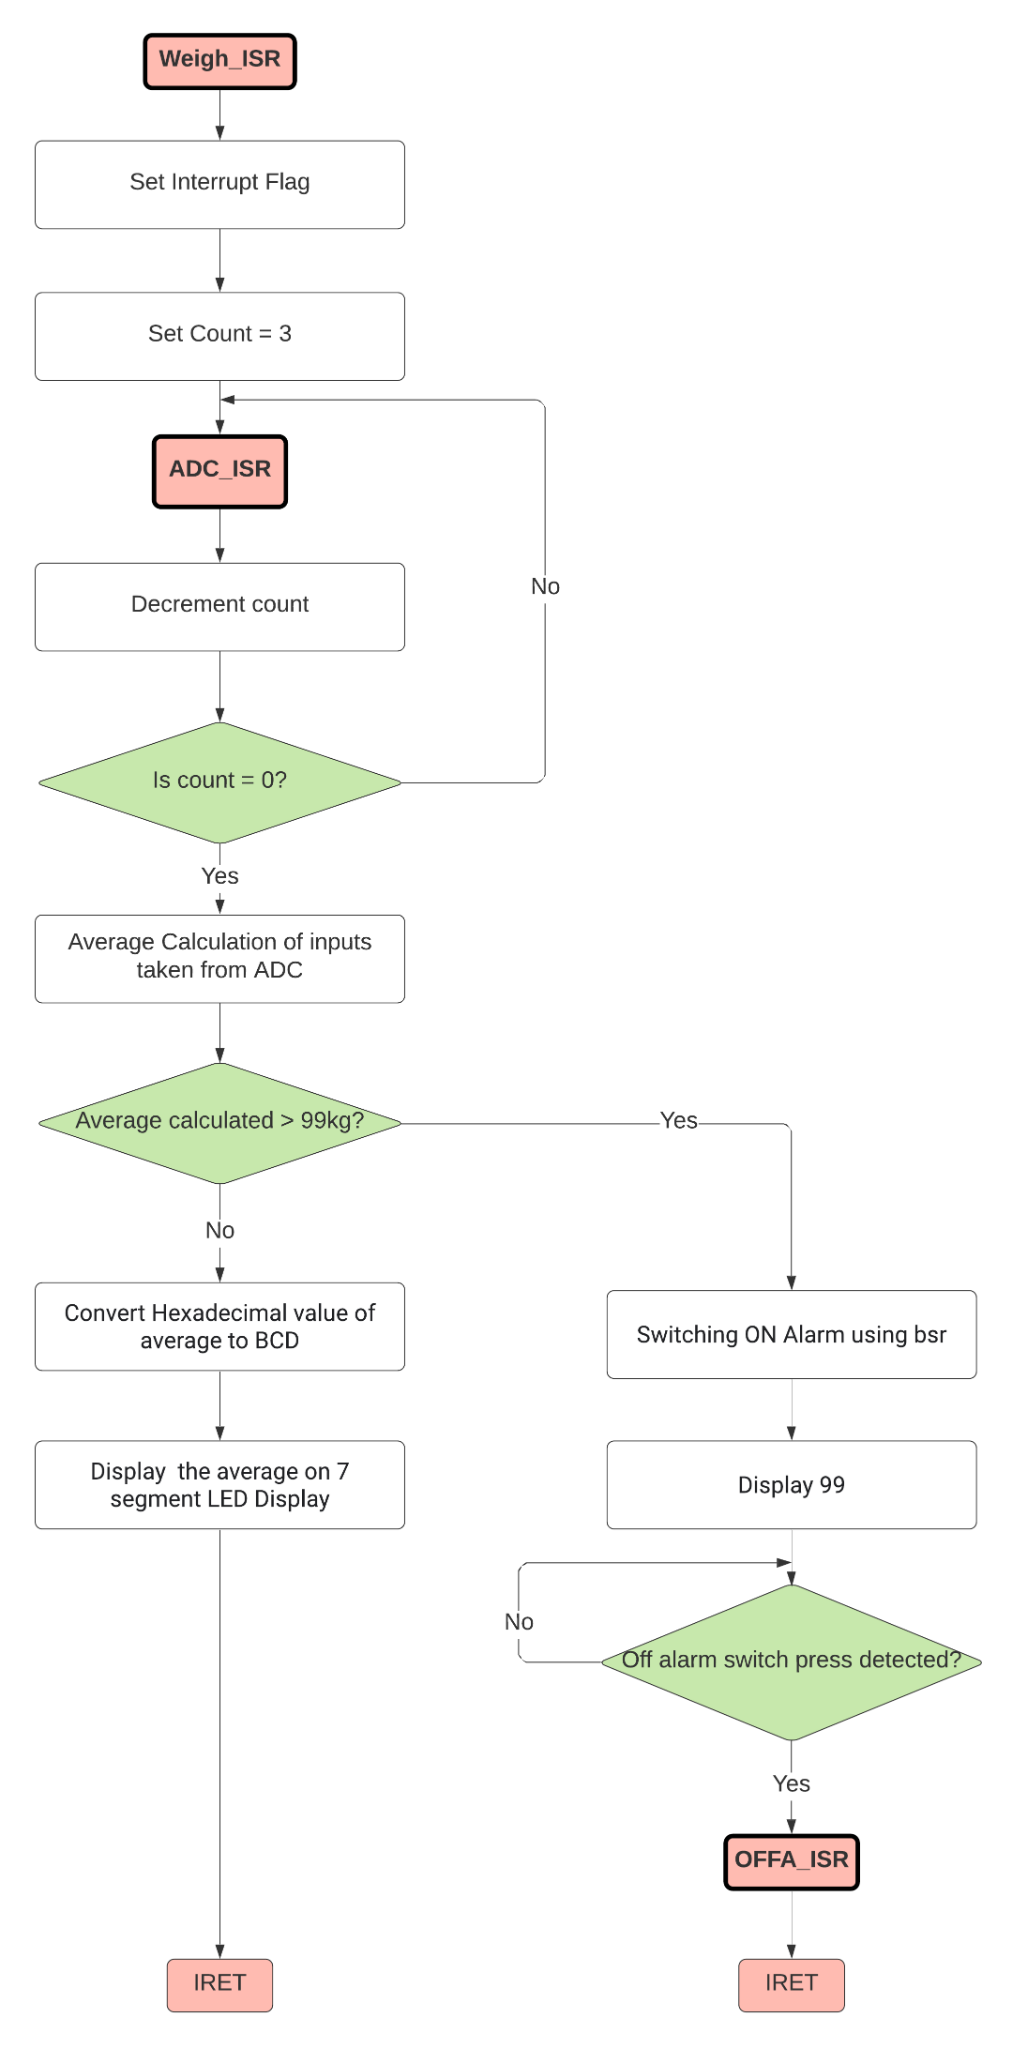 Weigh_ISR
Set Interrupt Flag
Set Count = 3
ADC_ISR
Decrement count
No
Is count = 0?
Yes
Average Calculation of inputs
taken from ADC
Average calculated > 99kg?
Yes
No
Convert Hexadecimal value of
average to BCD
Display  the average on 7
segment LED Display
Switching ON Alarm using bsr
Display 99
No
Off alarm switch press detected?
Yes
OFFA_ISR
IRET
IRET